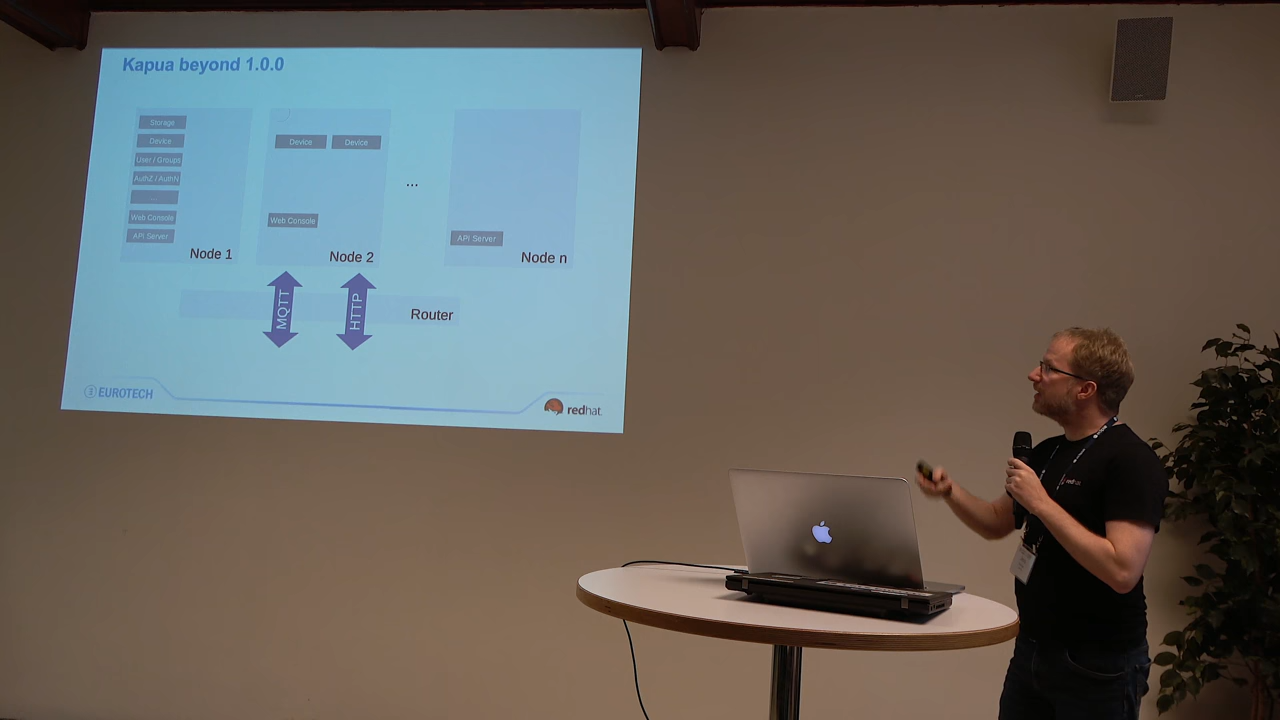 Kapua beyond 1.0.0
Storage
Device
User / Groups
AuthZ / AuthN
...
Web Console
API Server
Node 1
Device
Device
Web Console
Node 2
...
API Server
Node n
MQTT
HTTP
Router
EUROTECH
redhat
redhat